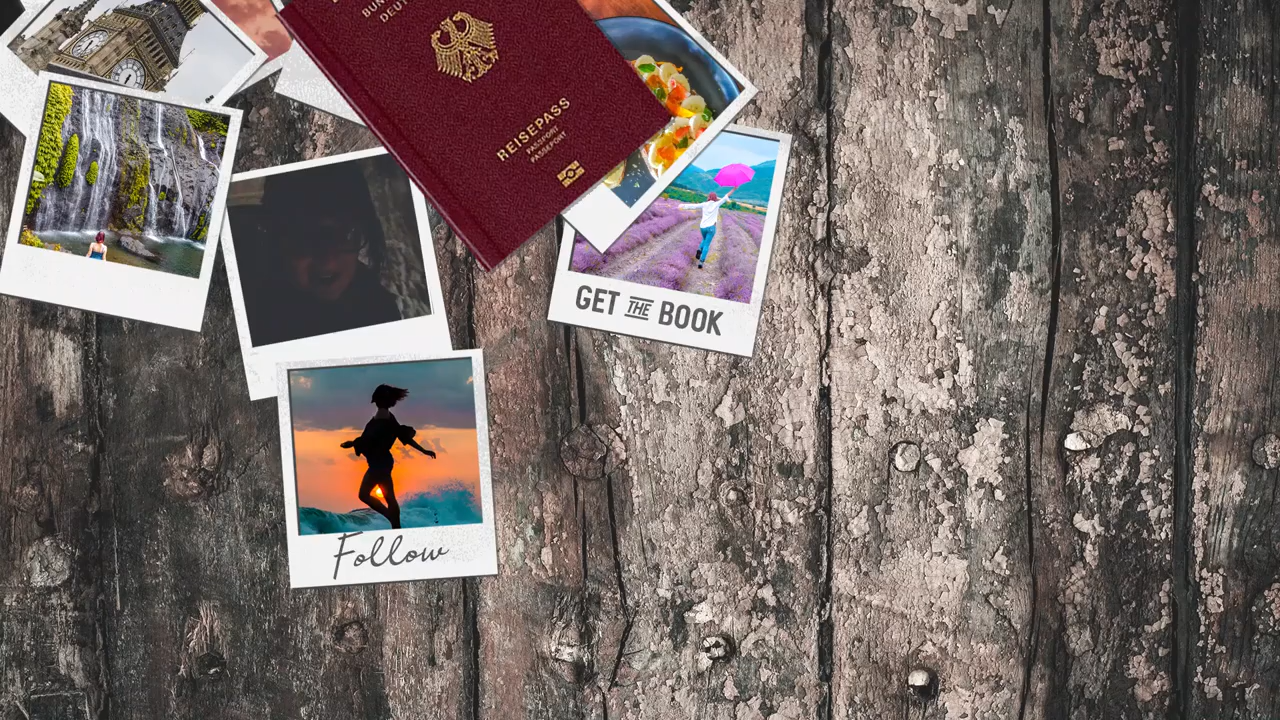 REISEPASS
PASSPORT
PASSEPORT
GET THE BOOK
Follow